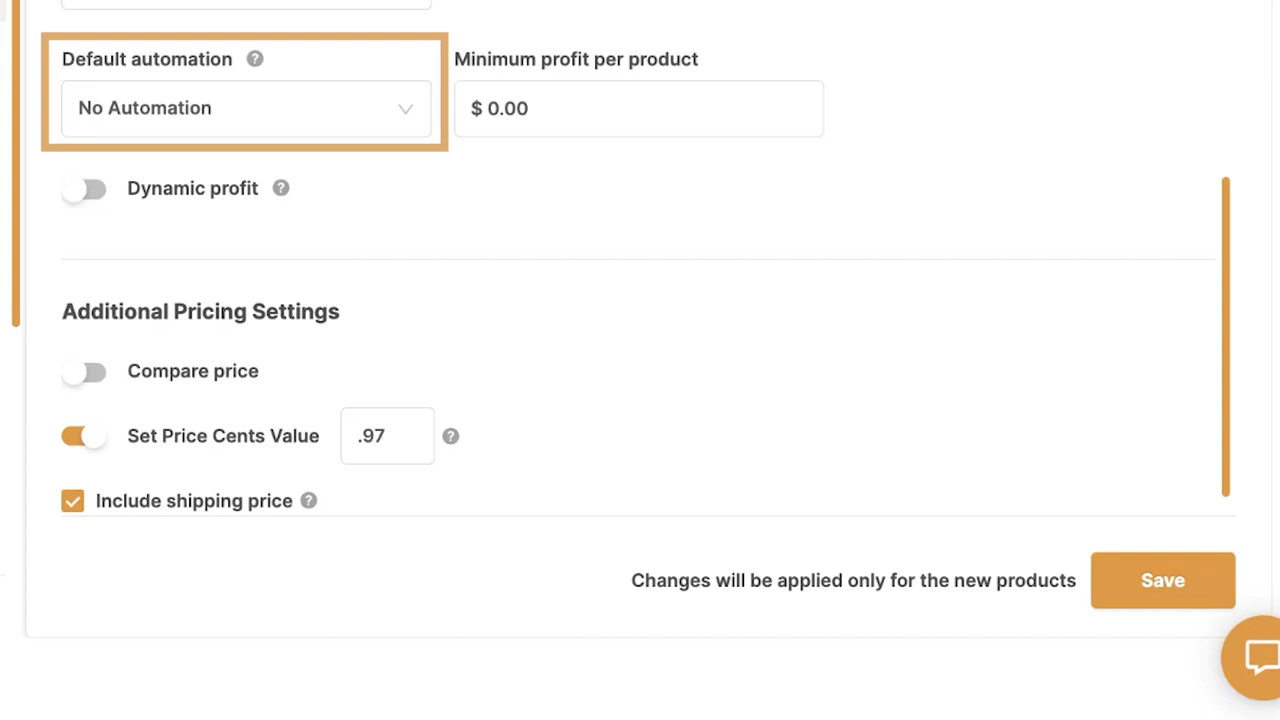 Default automation ?
Minimum profit per product
No Automation
$ 0.00
Dynamic profit ?
Additional Pricing Settings
Compare price
Set Price Cents Value .97 ?
Include shipping price ?
Changes will be applied only for the new products Save